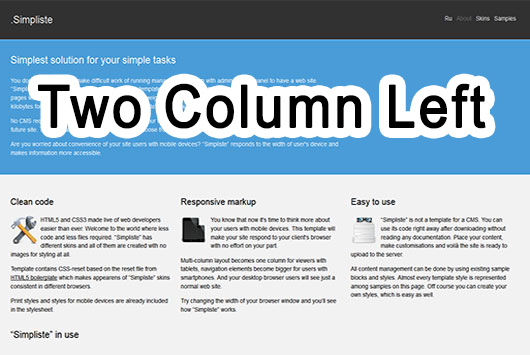 .Simpliste
Ru About Skins Samples
Simplest solution for your simple tasks
You do
make difficult work of running
with admin
panel to have a web site.
"Simpliste"
pages
kilobytes fo
No CMS req
your
future site.
Are you worried about convenience of your site users with mobile devices? "Simpliste" responds to the width of user's device and
makes information more accessible.
Two Column Left
Clean code
HTML5 and CSS3 made live of web developers
easier than ever. Welcome to the world where less
code and less files required. "Simpliste" has
different skins and all of them are created with no
images for styling at all.
Template contains CSS-reset based on the reset file from
HTML5 boilerplate which makes appearance of "Simpliste" skins
consistent in different browsers.
Print styles and styles for mobile devices are already included
in the stylesheet.
Responsive markup
You know that now it's time to think more about
your users with mobile devices. This template will
make your site respond to your client's browser
with no effort on your part.
Multi-column layout becomes one column for viewers with
tablets, navigation elements become bigger for users with
smartphones. And your desktop browser users will see just a
normal web site.
Try changing the width of your browser window and you'll see
how "Simpliste" works.
Easy to use
"Simpliste" is not a template for a CMS. You can
use its code right away after downloading without
reading any documentation. Place your content,
make customisations and voilà the site is ready to
upload to the server.
All content management can be done by using existing sample
blocks and styles. Almost every template style is represented
among samples on this page. Off course you can create your
own styles, which is easy as well.
"Simpliste" in use